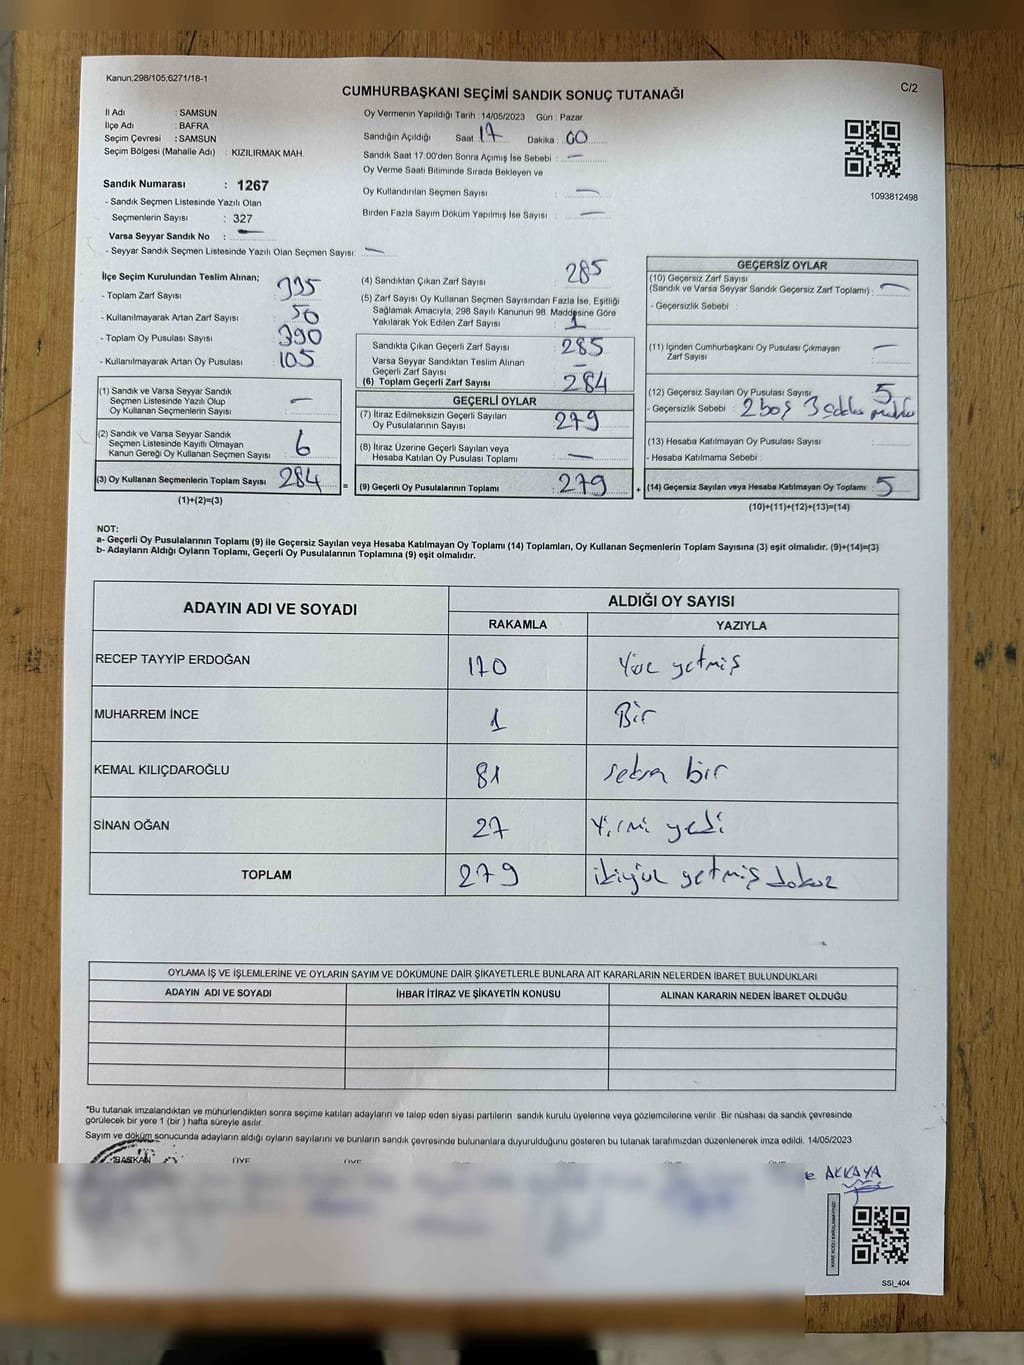 Kanun,298/105,6271/18-1
C/2
CUMHURBAŞKANI SEÇİMİ SANDIK SONUÇ TUTANAĞI
İl Adı : SAMSUN
İlçe Adı : BAFRA
Seçim Çevresi : SAMSUN
Seçim Bölgesi (Mahalle Adı) : KIZILIRMAK MAH.
Sandık Numarası : 1267
- Sandık Seçmen Listesinde Yazılı Olan
Seçmenlerin Sayısı : 327
Varsa Seyyar Sandık No : —
- Seyyar Sandık Seçmen Listesinde Yazılı Olan Seçmen Sayısı: —
Oy Vermenin Yapıldığı Tarih : 14/05/2023 Gün : Pazar
Sandığın Açıldığı Saat 17 Dakika : 00
Sandık Saat 17:00'den Sonra Açımış İse Sebebi : —
Oy Verme Saati Bitiminde Sırada Bekleyen ve
Oy Kullandırılan Seçmen Sayısı : —
Birden Fazla Sayım Döküm Yapılmış İse Sayısı : —
1093812498
İlçe Seçim Kurulundan Teslim Alınan;
- Toplam Zarf Sayısı : 335
- Kullanılmayarak Artan Zarf Sayısı : 50
- Toplam Oy Pusulası Sayısı : 390
- Kullanılmayarak Artan Oy Pusulası : 105
(1) Sandık ve Varsa Seyyar Sandık
Seçmen Listesinde Yazılı Olup
Oy Kullanan Seçmenlerin Sayısı : —
(2) Sandık ve Varsa Seyyar Sandık
Seçmen Listesinde Kayıtlı Olmayan
Kanun Gereği Oy Kullanan Seçmen Sayısı : 6
(3) Oy Kullanan Seçmenlerin Toplam Sayısı : 284
(1)+(2)=(3)
(4) Sandıktan Çıkan Zarf Sayısı : 285
(5) Zarf Sayısı Oy Kullanan Seçmen Sayısından Fazla İse, Eşitliği
Sağlamak Amacıyla, 298 Sayılı Kanunun 98. Maddesine Göre
Yakılarak Yok Edilen Zarf Sayısı : 1
Sandıkta Çıkan Geçerli Zarf Sayısı : 285
Varsa Seyyar Sandıktan Teslim Alınan
Geçerli Zarf Sayısı : —
(6) Toplam Geçerli Zarf Sayısı : 284
GEÇERLİ OYLAR
(7) İtiraz Edilmeksizin Geçerli Sayılan
Oy Pusulalarının Sayısı : 279
(8) İtiraz Üzerine Geçerli Sayılan veya
Hesaba Katılan Oy Pusulası Toplamı : —
= (9) Geçerli Oy Pusulalarının Toplamı : 279 +
GEÇERSİZ OYLAR
(10) Geçersiz Zarf Sayısı
(Sandık ve Varsa Seyyar Sandık Geçersiz Zarf Toplamı) : —
- Geçersizlik Sebebi :
(11) İçinden Cumhurbaşkanı Oy Pusulası Çıkmayan
Zarf Sayısı : —
(12) Geçersiz Sayılan Oy Pusulası Sayısı : 5
- Geçersizlik Sebebi : 2 boş 3
(13) Hesaba Katılmayan Oy Pusulası Sayısı :
- Hesaba Katılmama Sebebi :
(14) Geçersiz Sayılan veya Hesaba Katılmayan Oy Toplamı : 5
(10)+(11)+(12)+(13)=(14)
NOT:
a- Geçerli Oy Pusulalarının Toplamı (9) ile Geçersiz Sayılan veya Hesaba Katılmayan Oy Toplamı (14) Toplamları, Oy Kullanan Seçmenlerin Toplam Sayısına (3) eşit olmalıdır. (9)+(14)=(3)
b- Adayların Aldığı Oyların Toplamı, Geçerli Oy Pusulalarının Toplamına (9) eşit olmalıdır.
ADAYIN ADI VE SOYADI ALDIĞI OY SAYISI
RAKAMLA YAZIYLA
RECEP TAYYİP ERDOĞAN 170 Yüz yetmiş
MUHARREM İNCE 1 Bir
KEMAL KILIÇDAROĞLU 81 seksen bir
SİNAN OĞAN 27 Yirmi yedi
TOPLAM 279 ikiyüz yetmiş dokuz
OYLAMA İŞ VE İŞLEMLERİNE VE OYLARIN SAYIM VE DÖKÜMÜNE DAİR ŞİKAYETLERLE BUNLARA AİT KARARLARIN NELERDEN İBARET BULUNDUKLARI
ADAYIN ADI VE SOYADI İHBAR İTİRAZ VE ŞİKAYETİN KONUSU ALINAN KARARIN NEDEN İBARET OLDUĞU
*Bu tutanak imzalandıktan ve mühürlendikten sonra seçime katılan adayların ve talep eden siyasi partilerin sandık kurulu üyelerine veya gözlemcilerine verilir. Bir nüshası da sandık çevresinde
görülecek bir yere 1 (bir) hafta süreyle asılır.
Sayım ve döküm sonucunda adayların aldığı oyların sayılarını ve bunların sandık çevresinde bulunanlara duyurulduğunu gösteren bu tutanak tarafımızdan düzenlenerek imza edildi. 14/05/2023
BAŞKAN ÜYE ÜYE
AKKAYA
SSİ_404